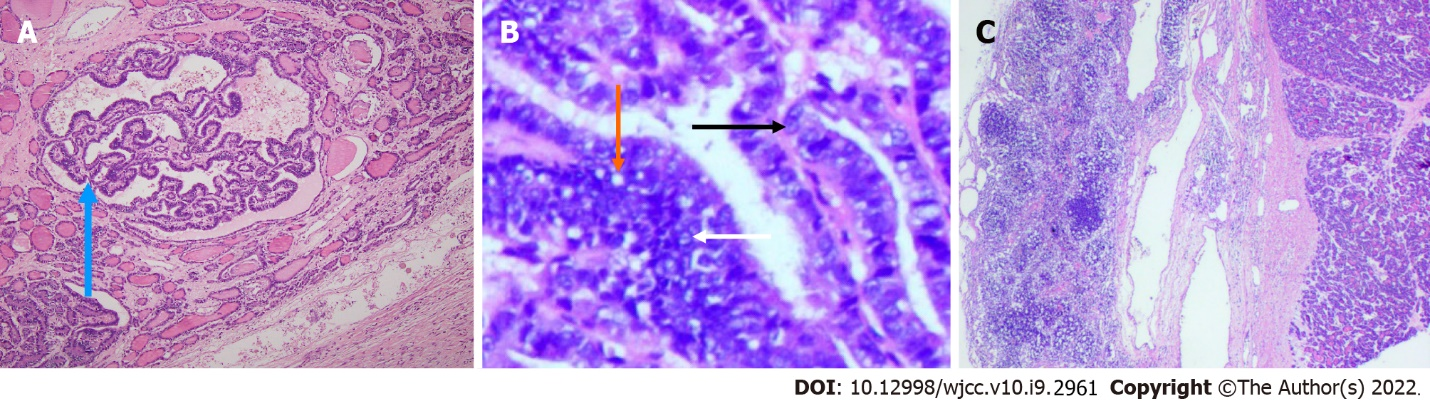 A
B
C
DOI: 10.12998/wjcc.v10.i9.2961 Copyright ©The Author(s) 2022.